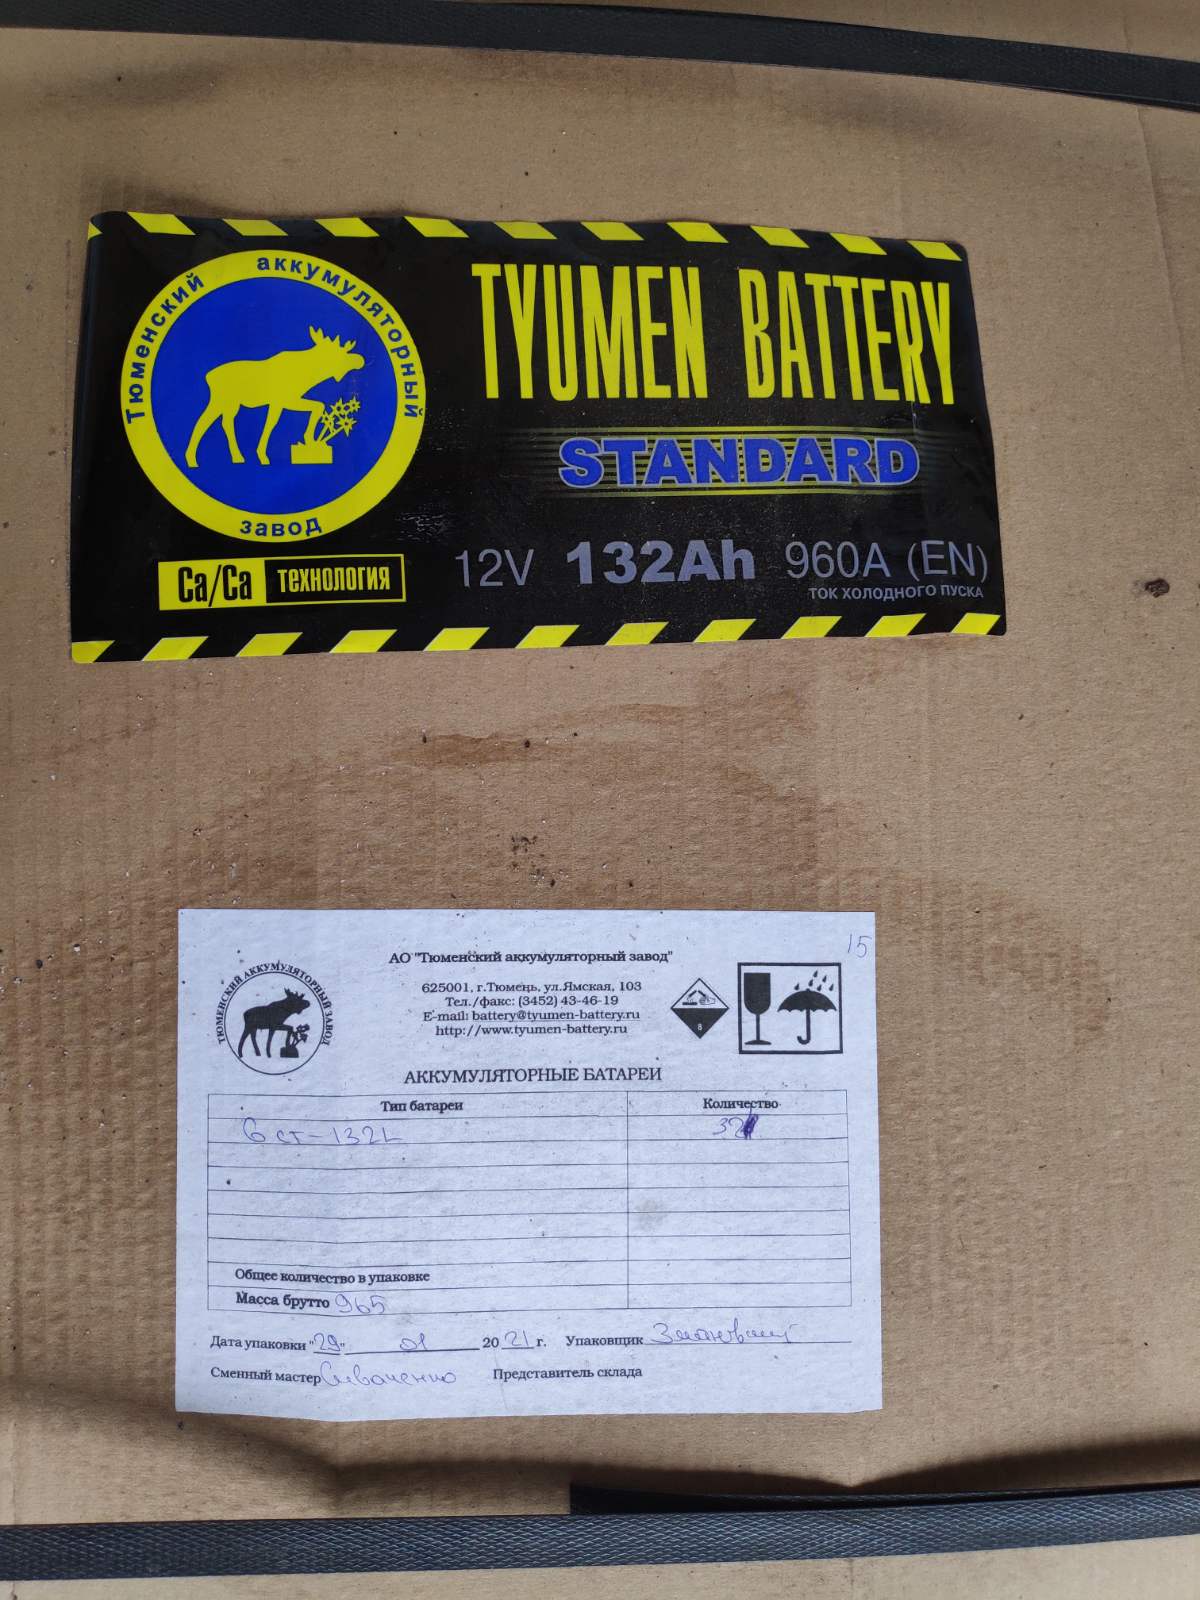 Тюменский аккумуляторный завод
TYUMEN BATTERY
STANDARD
Ca/Ca технология
12V 132Ah 960A (EN)
ТОК ХОЛОДНОГО ПУСКА
15
ТЮМЕНСКИЙ АККУМУЛЯТОРНЫЙ ЗАВОД
АО "Тюменский аккумуляторный завод"
625001, г.Тюмень, ул.Ямская, 103
Тел./факс: (3452) 43-46-19
E-mail: battery@tyumen-battery.ru
http://www.tyumen-battery.ru
8
АККУМУЛЯТОРНЫЕ БАТАРЕИ
Тип батареи Количество
6 ст-132L 32
Общее количество в упаковке
Масса брутто 965
Дата упаковки "29" 01 2021 г. Упаковщик
Сменный мастер Представитель склада